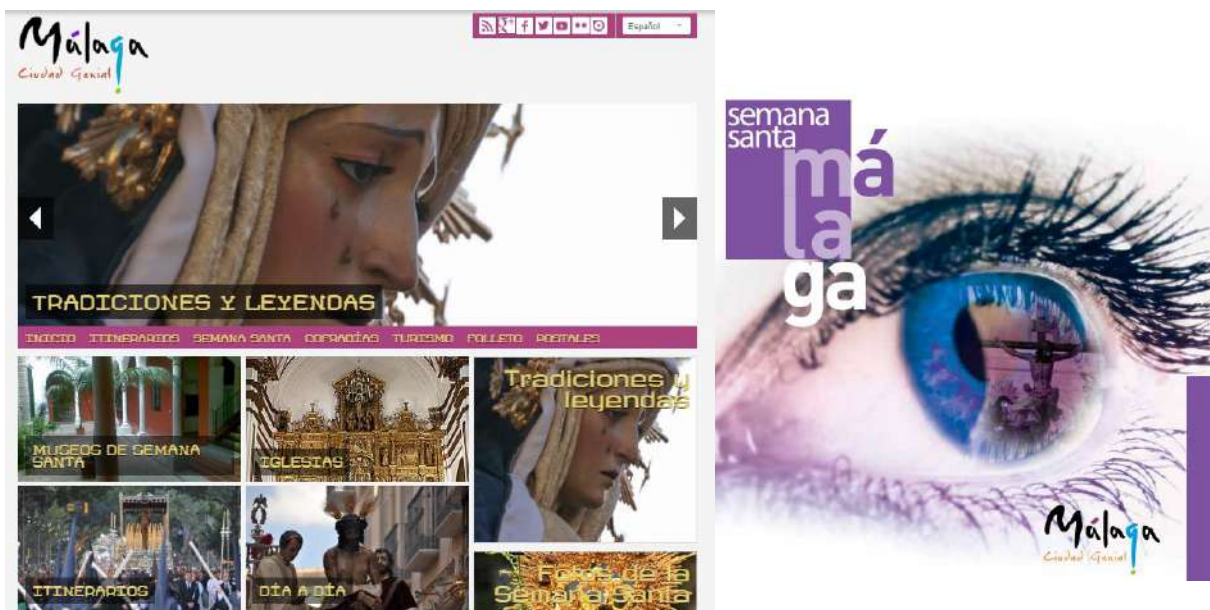 Málaga
Ciudad Genial
Español
TRADICIONES Y LEYENDAS
INICIO ITINERARIOS SEMANA SANTA COFRADÍAS TURISMO FOLLETO POSTALES
MUSEOS DE SEMANA
SANTA
IGLESIAS
Tradiciones y
leyendas
ITINERARIOS
DÍA A DÍA
Fotos de la
Semana Santa
semana
santa
má
la
ga
Málaga
Ciudad Genial